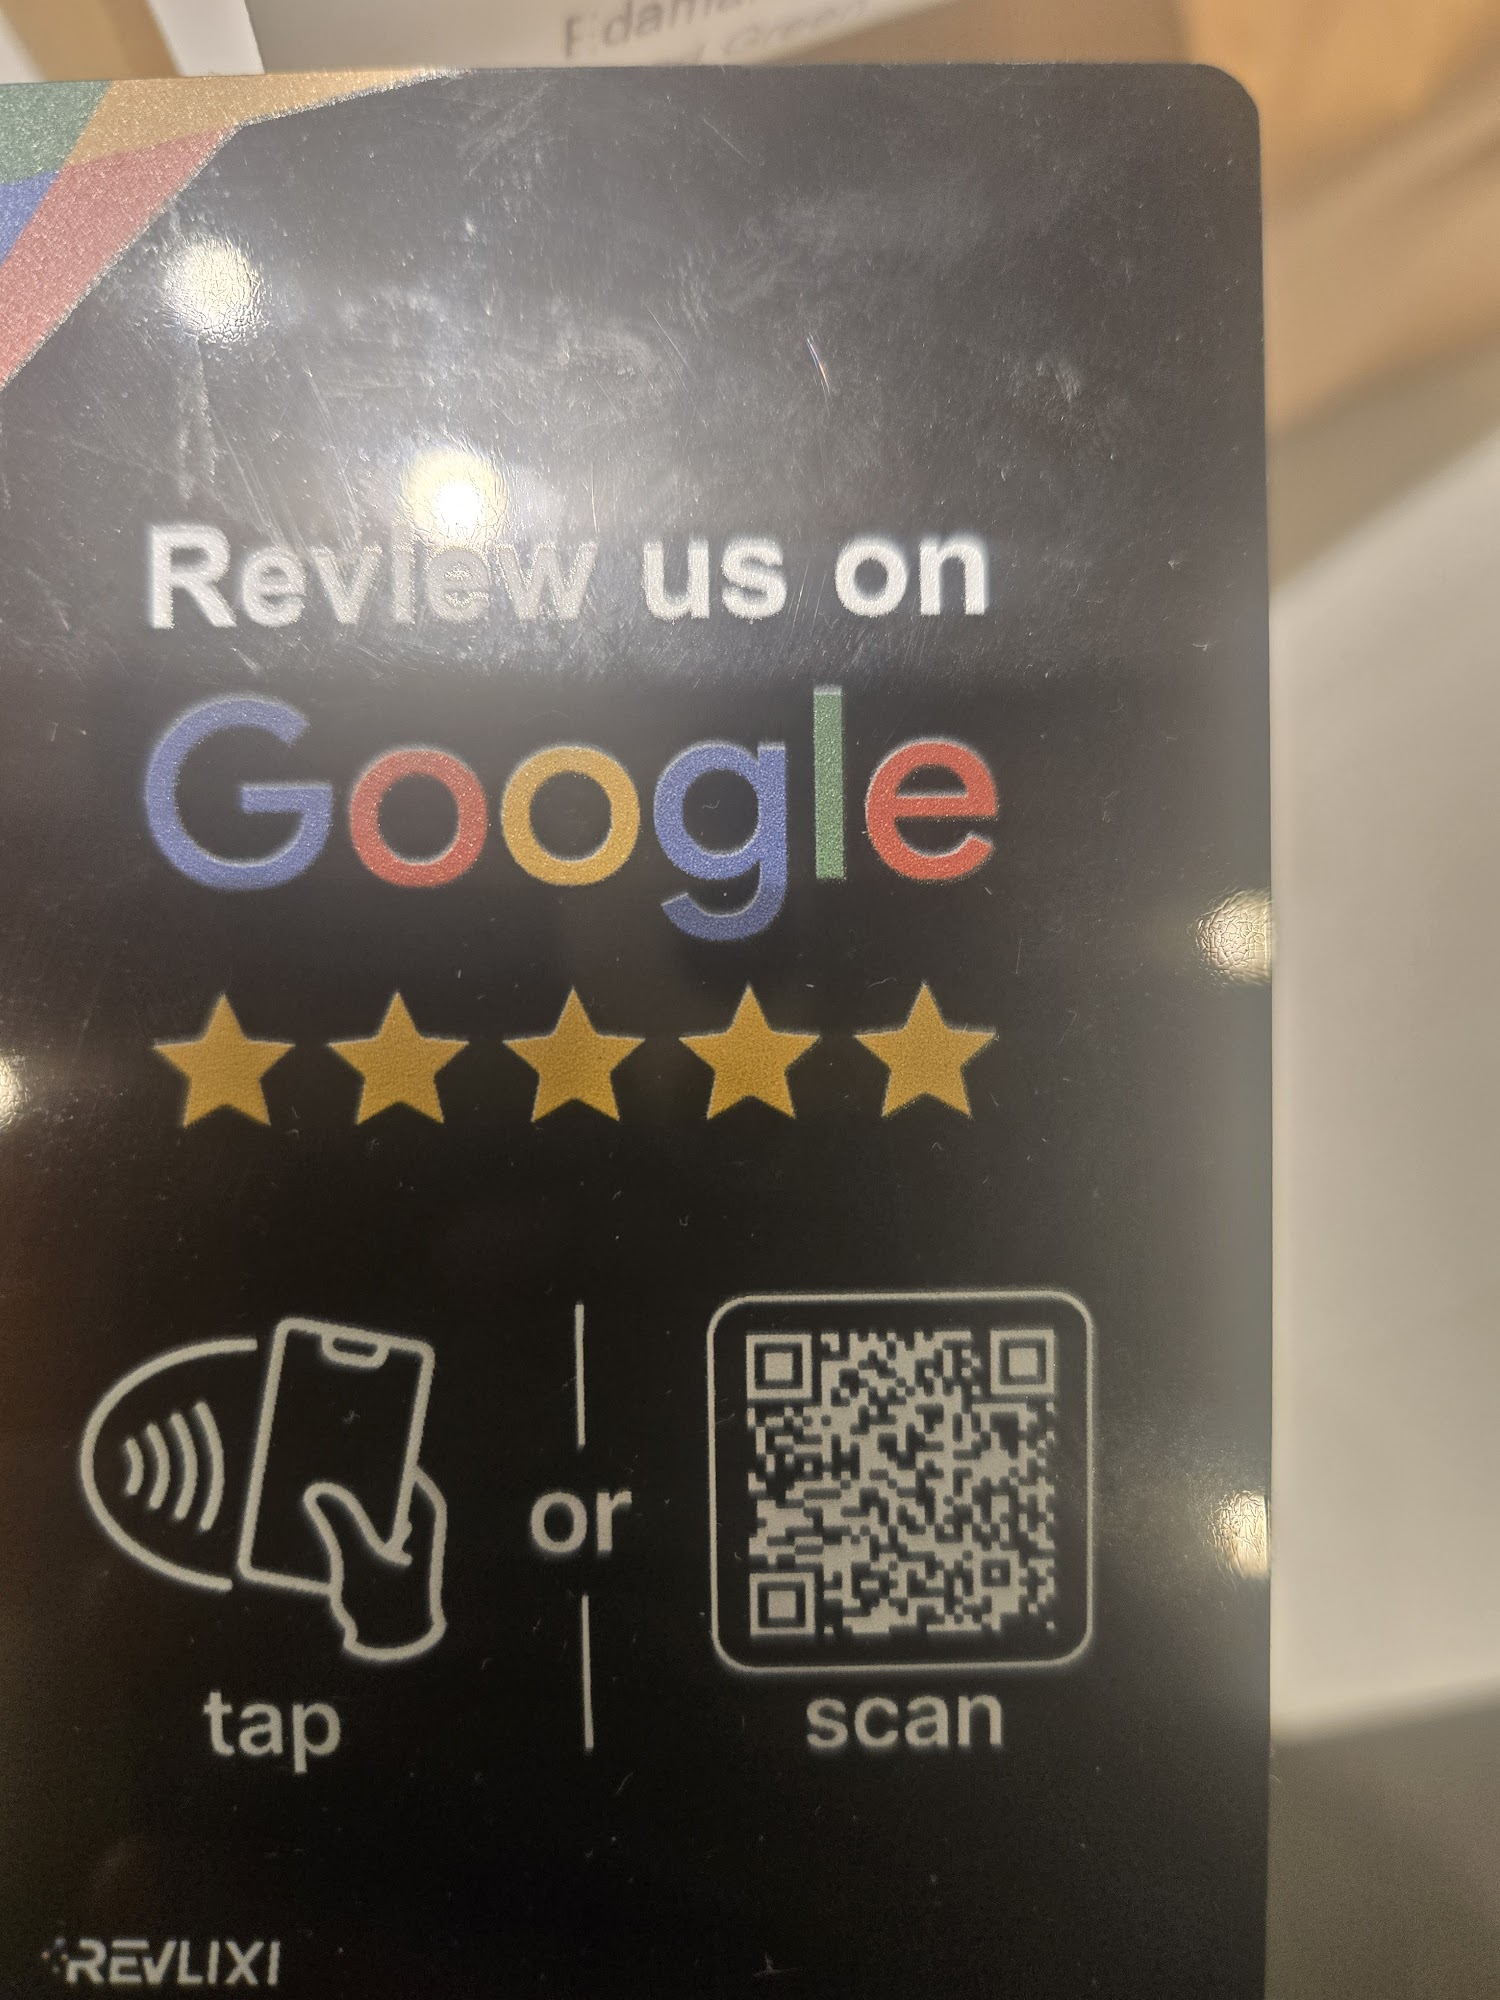 Review us on
Google
tap
or
scan
REVLIXI